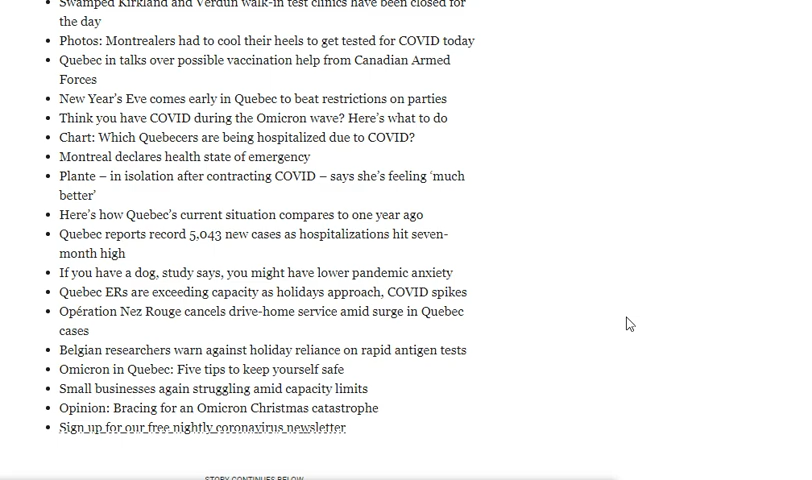 Swamped Kirkland and Verdun walk-in test clinics have been closed for
the day
Photos: Montrealers had to cool their heels to get tested for COVID today
Quebec in talks over possible vaccination help from Canadian Armed
Forces
New Year's Eve comes early in Quebec to beat restrictions on parties
Think you have COVID during the Omicron wave? Here's what to do
Chart: Which Quebecers are being hospitalized due to COVID?
Montreal declares health state of emergency
Plante – in isolation after contracting COVID – says she's feeling 'much
better'
Here's how Quebec's current situation compares to one year ago
Quebec reports record 5,043 new cases as hospitalizations hit seven-
month high
If you have a dog, study says, you might have lower pandemic anxiety
Quebec ERs are exceeding capacity as holidays approach, COVID spikes
Opération Nez Rouge cancels drive-home service amid surge in Quebec
cases
Belgian researchers warn against holiday reliance on rapid antigen tests
Omicron in Quebec: Five tips to keep yourself safe
Small businesses again struggling amid capacity limits
Opinion: Bracing for an Omicron Christmas catastrophe
Sign up for our free nightly coronavirus newsletter
STORY CONTINUES BELOW